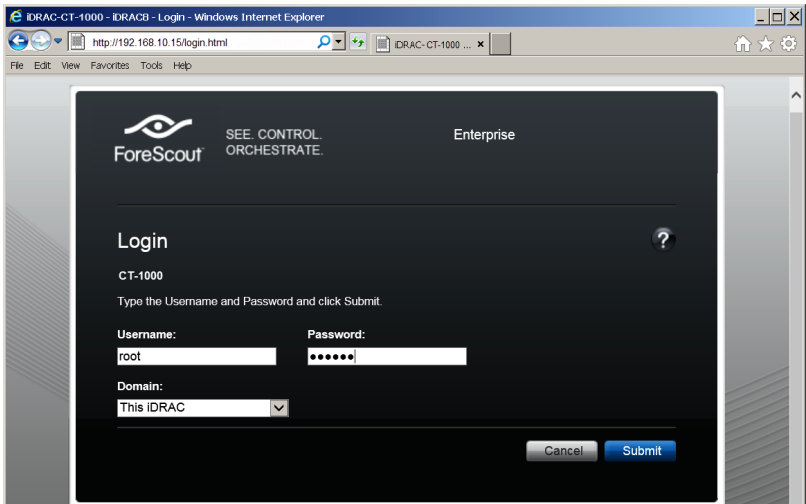 iDRAC-CT-1000 - iDRAC8 - Login - Windows Internet Explorer
http://192.168.10.15/login.html
iDRAC-CT-1000 ...
File Edit View Favorites Tools Help
ForeScout
SEE. CONTROL.
ORCHESTRATE.
Enterprise
Login
?
CT-1000
Type the Username and Password and click Submit.
Username: Password:
root ●●●●●●
Domain:
This iDRAC
Cancel Submit